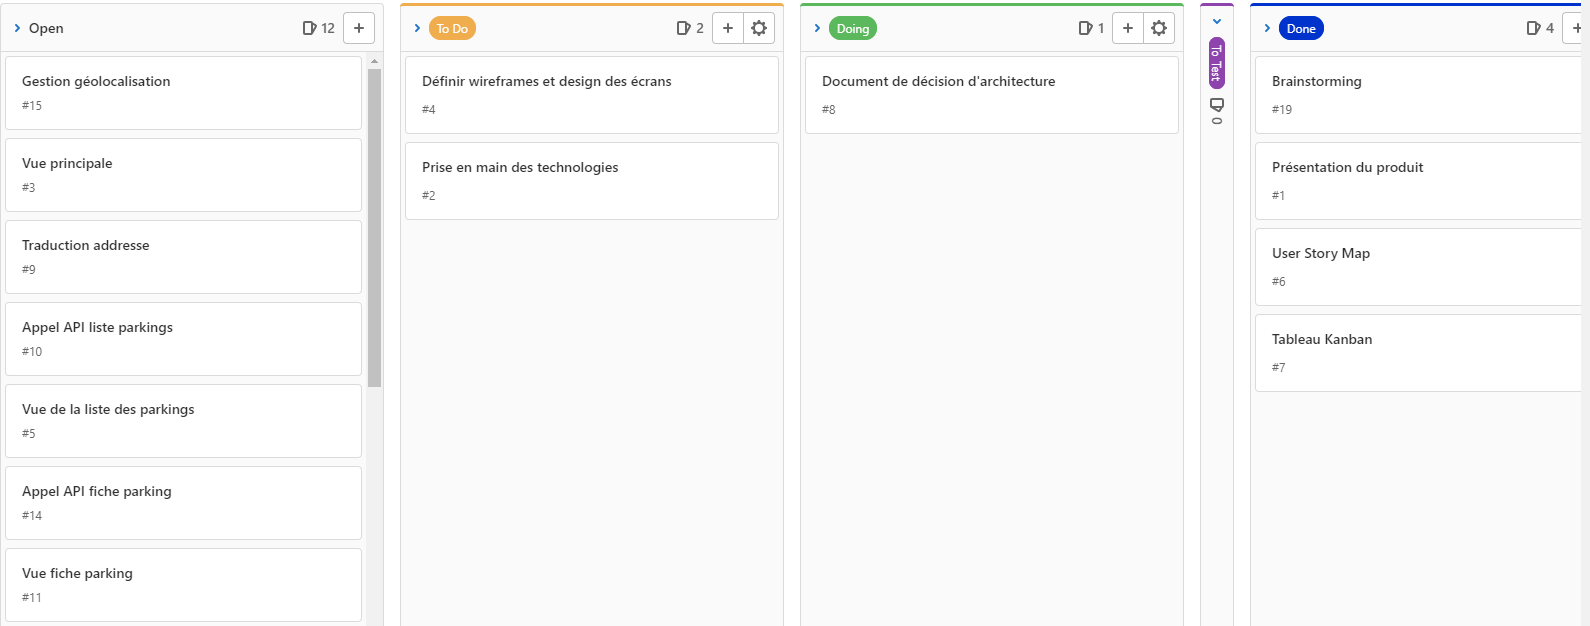 Open
12
Gestion géolocalisation
#15
Vue principale
#3
Traduction addresse
#9
Appel API liste parkings
#10
Vue de la liste des parkings
#5
Appel API fiche parking
#14
Vue fiche parking
#11
To Do
2
Définir wireframes et design des écrans
#4
Prise en main des technologies
#2
Doing
1
Document de décision d'architecture
#8
To Test
0
Done
4
Brainstorming
#19
Présentation du produit
#1
User Story Map
#6
Tableau Kanban
#7